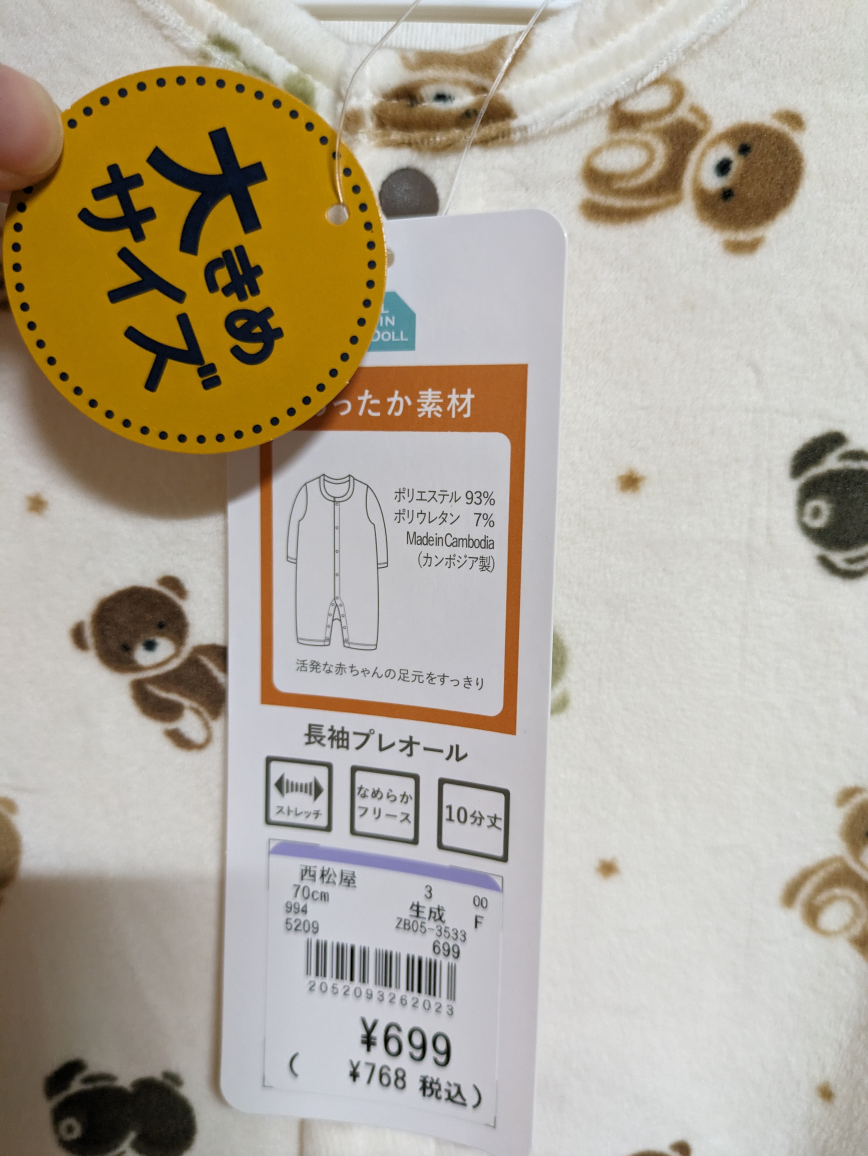 大きめ
サイズ
L
IN
DOLL
ったか素材
ポリエステル 93%
ポリウレタン 7%
Made in Cambodia
(カンボジア製)
活発な赤ちゃんの足元をすっきり
長袖プレオール
ストレッチ
なめらか
フリース
10分丈
西松屋 3 00
70cm 生成 F
994 ZB05-3533
5209 699
2052093262023
¥699
( ¥768 税込)